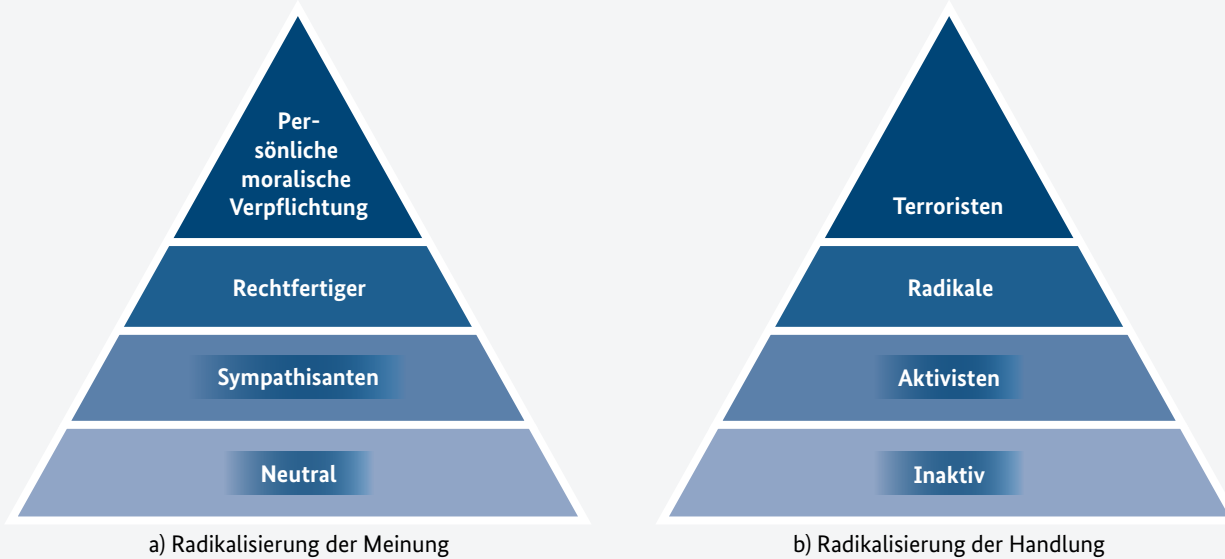 Per-
sönliche
moralische
Verpflichtung
Rechtfertiger
Sympathisanten
Neutral
a) Radikalisierung der Meinung
Terroristen
Radikale
Aktivisten
Inaktiv
b) Radikalisierung der Handlung